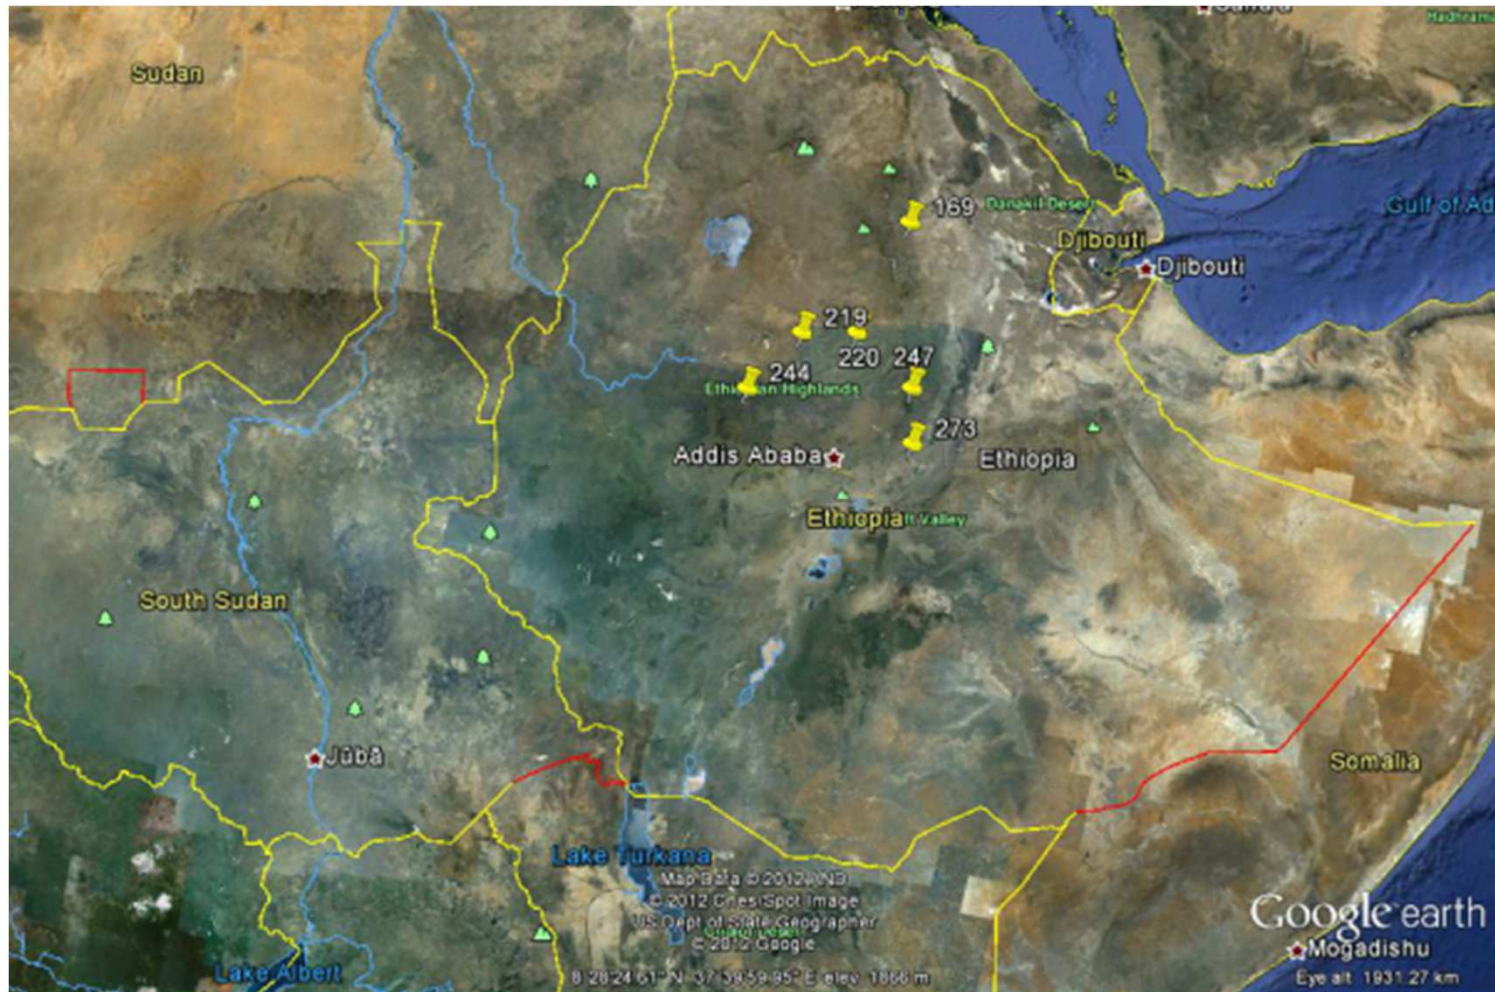 Sudan
169
Danakil Desert
Gulf of Ad
Djibouti
Djibouti
219
220
247
244
Ethiopian Highlands
273
Addis Ababa
Ethiopia
Ethiopia
ft Valley
South Sudan
Jūbā
Somalia
Lake Turkana
Map Data © 2012 AND
© 2012 Cnes/Spot Image
US Dept of State Geographer
© 2012 Google
Google earth
Mogadishu
Lake Albert
8°28'24.61" N 37°39'59.95" E elev 1866 m
Eye alt 1931.27 km